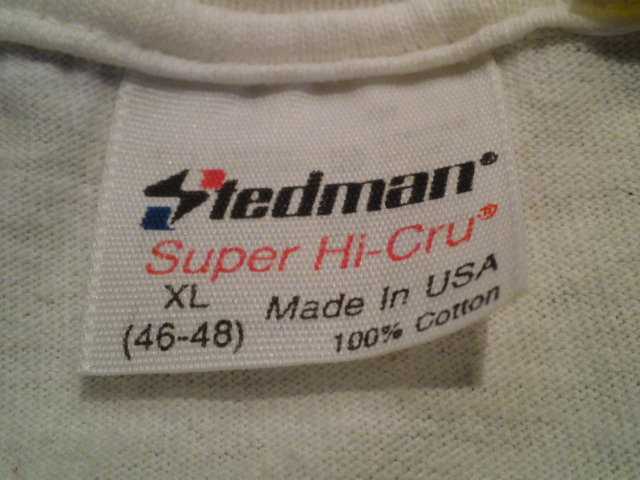 Stedman®
Super Hi-Cru®
XL
(46-48)
Made In USA
100% Cotton